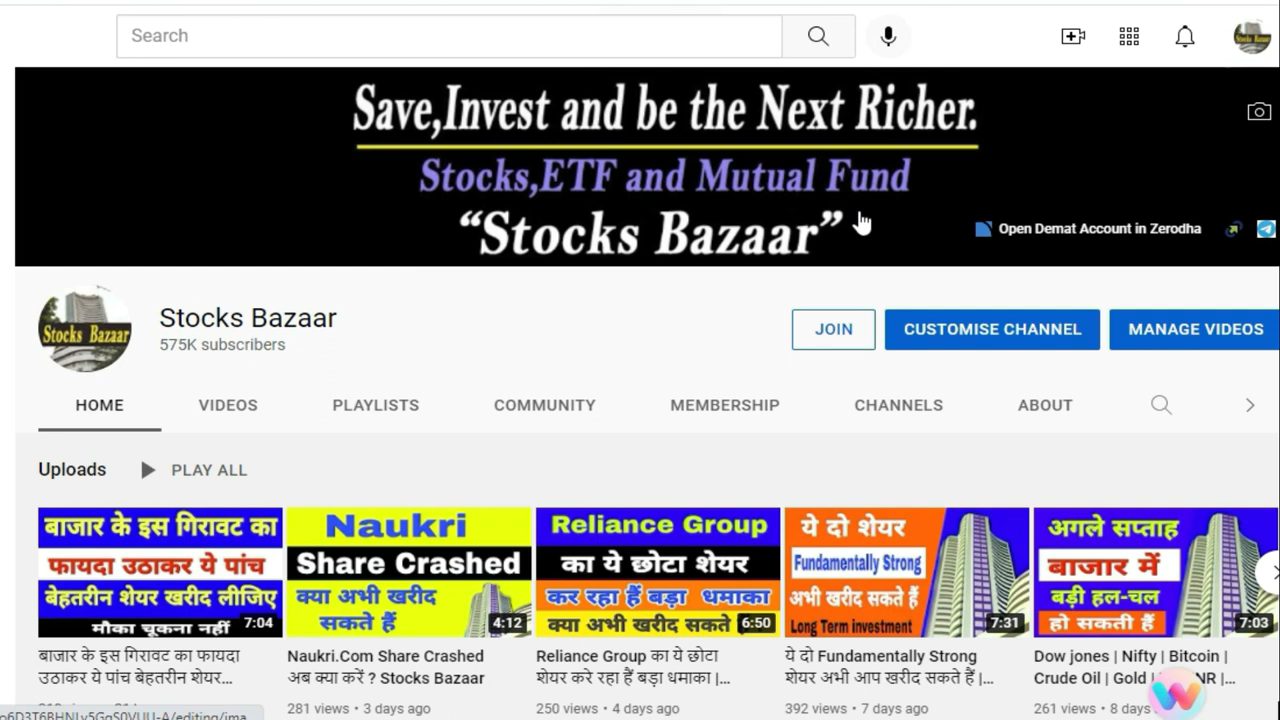 Search
Save,Invest and be the Next Richer.
Stocks,ETF and Mutual Fund
“Stocks Bazaar”
Open Demat Account in Zerodha
Stocks Bazaar
Stocks Bazaar
575K subscribers
JOIN
CUSTOMISE CHANNEL
MANAGE VIDEOS
HOME
VIDEOS
PLAYLISTS
COMMUNITY
MEMBERSHIP
CHANNELS
ABOUT
Uploads
PLAY ALL
बाजार के इस गिरावट का
फायदा उठाकर ये पांच
बेहतरीन शेयर खरीद लीजिए
मौका चूकना नहीं
7:04
Naukri
Share Crashed
क्या अभी खरीद
सकते हैं
4:12
Reliance Group
का ये छोटा शेयर
कर रहा हैं बड़ा धमाका
क्या अभी खरीद सकते
6:50
ये दो शेयर
Fundamentally Strong
अभी खरीद सकते हैं
Long Term investment
7:31
अगले सप्ताह
बाजार में
बड़ी हल-चल
हो सकती हैं
7:03
बाजार के इस गिरावट का फायदा
उठाकर ये पांच बेहतरीन शेयर...
Naukri.Com Share Crashed
अब क्या करें ? Stocks Bazaar
281 views • 3 days ago
Reliance Group का ये छोटा
शेयर कर रहे हैं बड़ा धमाका |...
250 views • 4 days ago
ये दो Fundamentally Strong
शेयर अभी आप खरीद सकते हैं |...
392 views • 7 days ago
Dow jones | Nifty | Bitcoin |
Crude Oil | Gold
261 views • 8 days